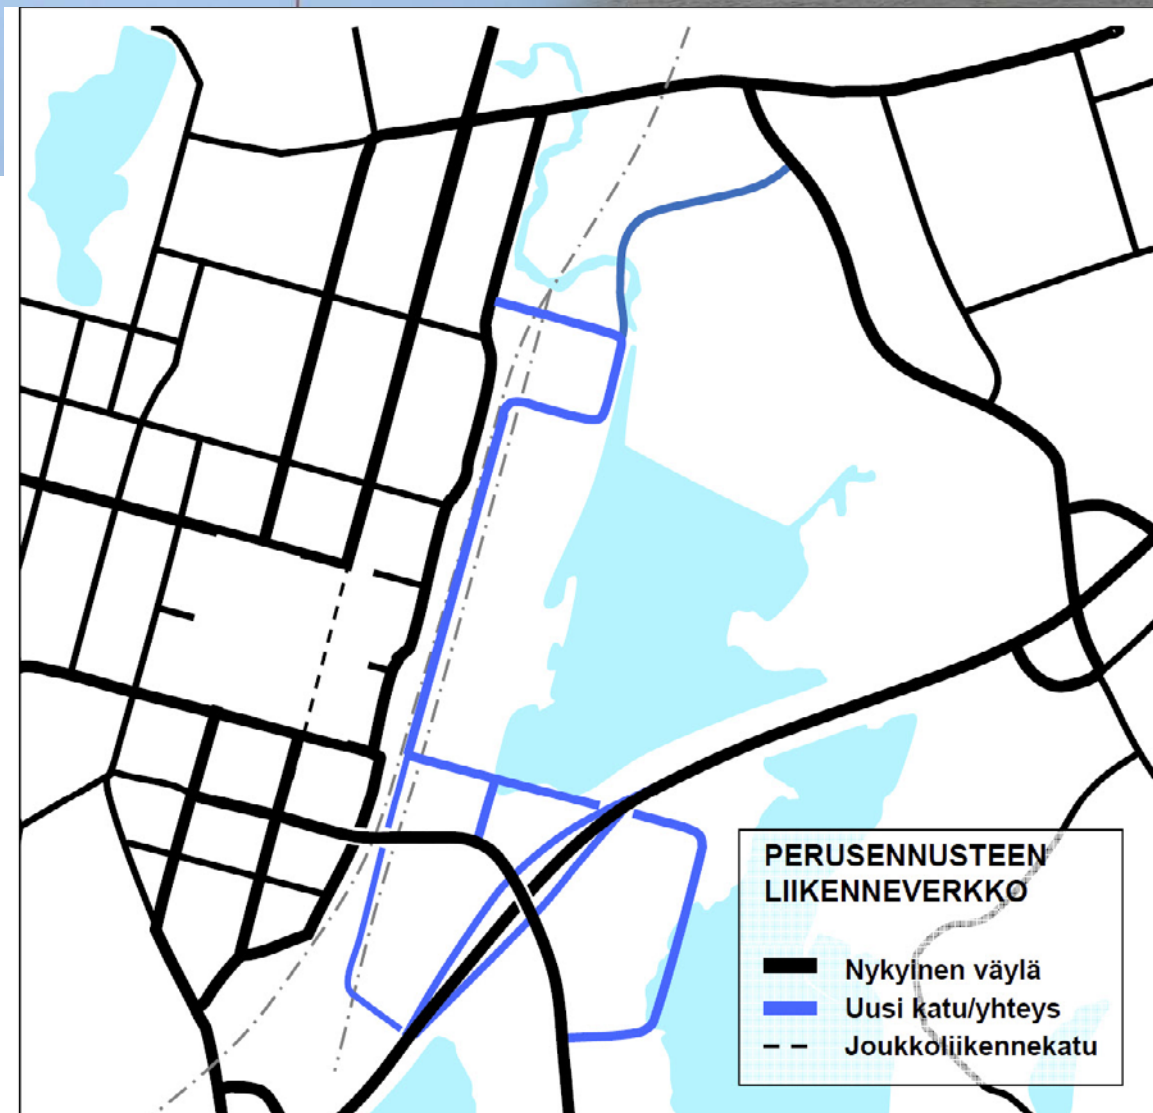 PERUSENNUSTEEN
LIIKENNEVERKKO
Nykyinen väylä
Uusi katu/yhteys
Joukkoliikennekatu